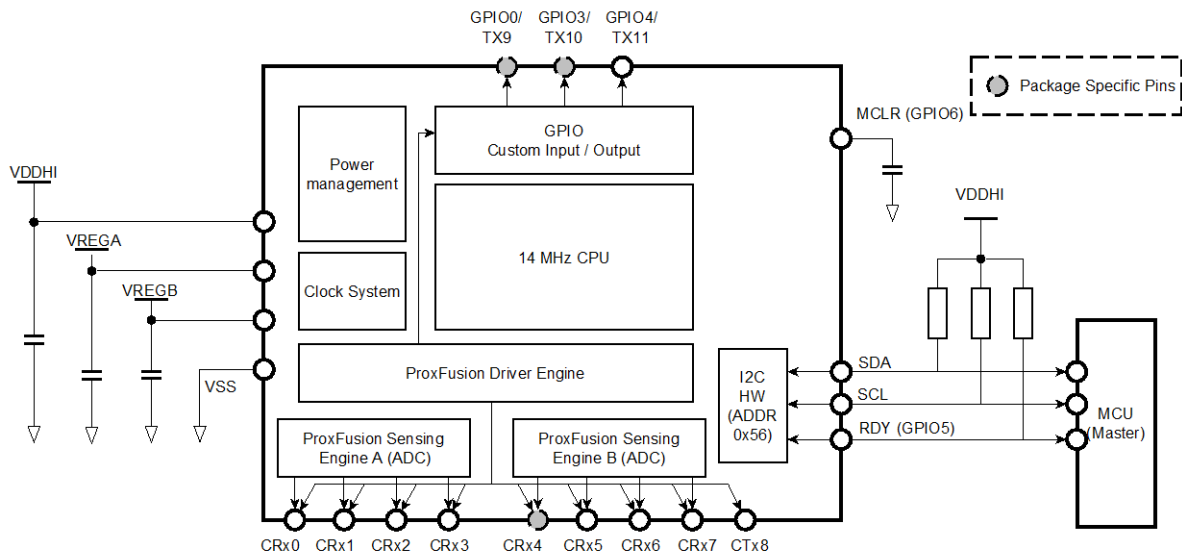 GPIO0/ GPIO3/ GPIO4/
TX9 TX10 TX11
Package Specific Pins
MCLR (GPIO6)
GPIO
Custom Input / Output
Power
management
VDDHI
VDDHI
VREGA
14 MHz CPU
VREGB
Clock System
VSS
ProxFusion Driver Engine
I2C
HW
(ADDR
0x56)
SDA
SCL
RDY (GPIO5)
MCU
(Master)
ProxFusion Sensing
Engine A (ADC)
ProxFusion Sensing
Engine B (ADC)
CRx0 CRx1 CRx2 CRx3 CRx4 CRx5 CRx6 CRx7 CTx8